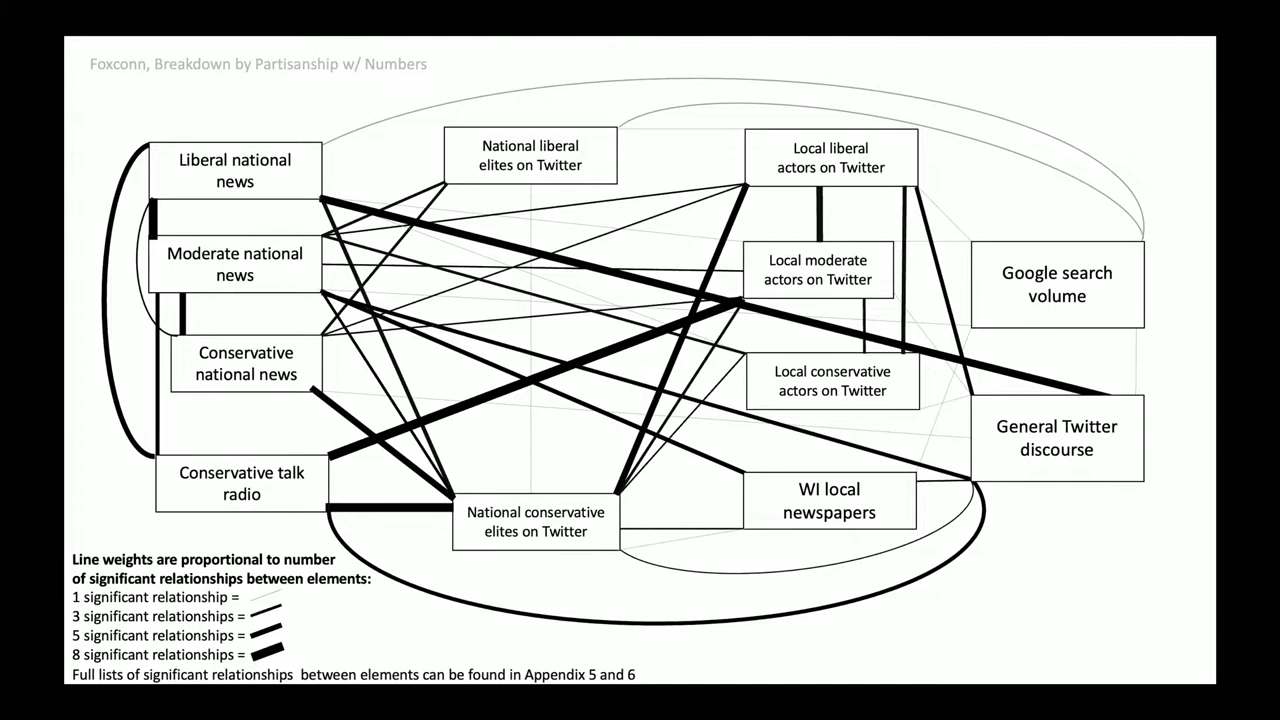 Foxconn, Breakdown by Partisanship w/ Numbers
National liberal
elites on Twitter
Local liberal
actors on Twitter
Liberal national
news
Moderate national
news
Local moderate
actors on Twitter
Google search
volume
Conservative
national news
Local conservative
actors on Twitter
General Twitter
discourse
Conservative talk
radio
National conservative
elites on Twitter
WI local
newspapers
Line weights are proportional to number
of significant relationships between elements:
1 significant relationship =
3 significant relationships =
5 significant relationships =
8 significant relationships =
Full lists of significant relationships between elements can be found in Appendix 5 and 6